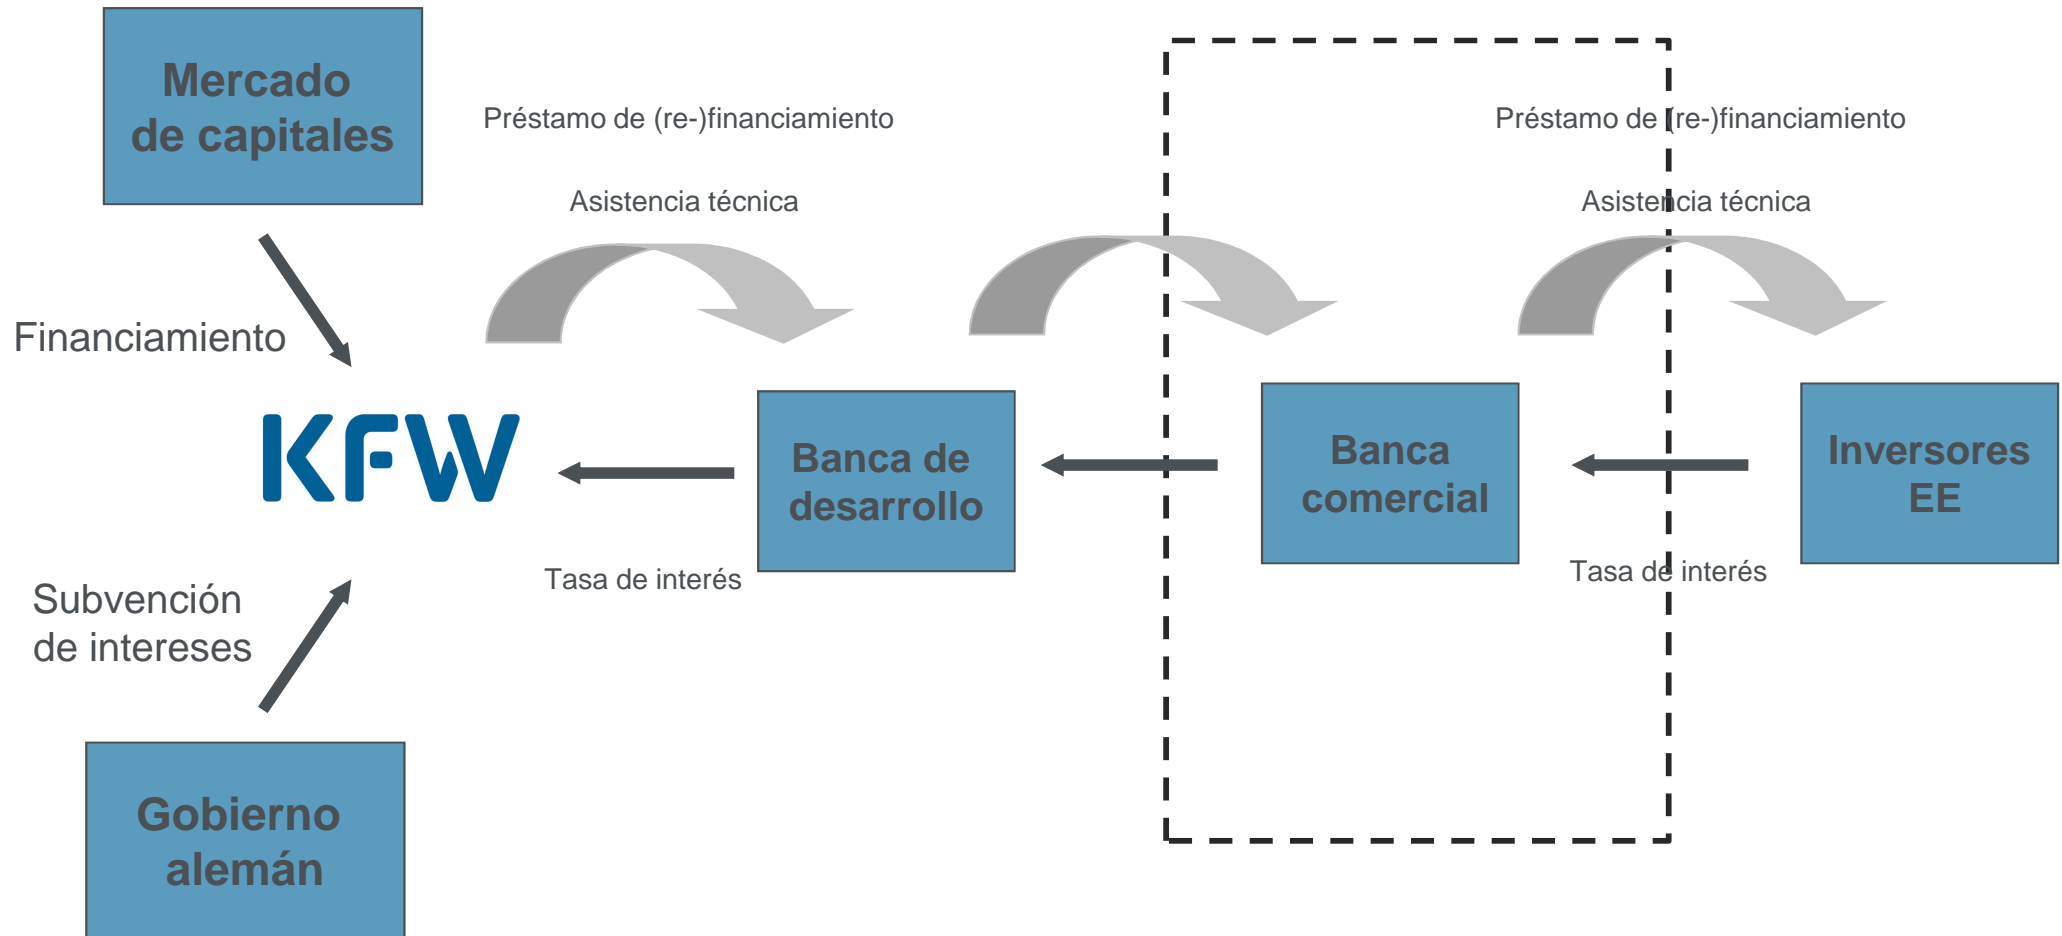 Mercado
de capitales
Préstamo de (re-)financiamiento
Préstamo de (re-)financiamiento
Asistencia técnica
Asistencia técnica
Financiamiento
KFW
Banca de
desarrollo
Banca
comercial
Inversores
EE
Tasa de interés
Tasa de interés
Subvención
de intereses
Gobierno
alemán